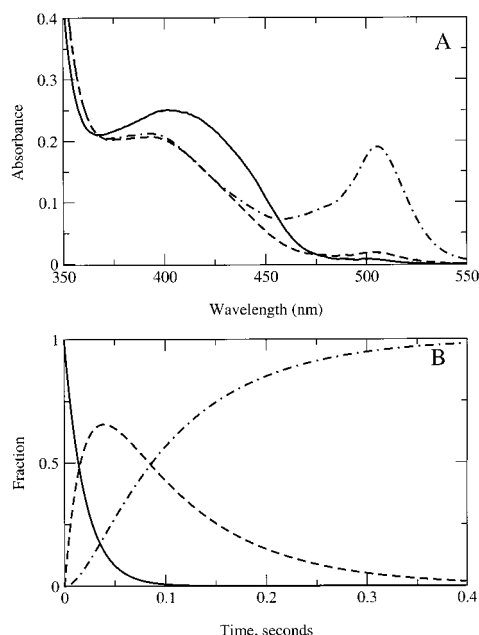 A
0.4
0.3
0.2
0.1
0
Absorbance
350 400 450 500 550
Wavelength (nm)
B
1
0.5
0
Fraction
0 0.1 0.2 0.3 0.4
Time, seconds